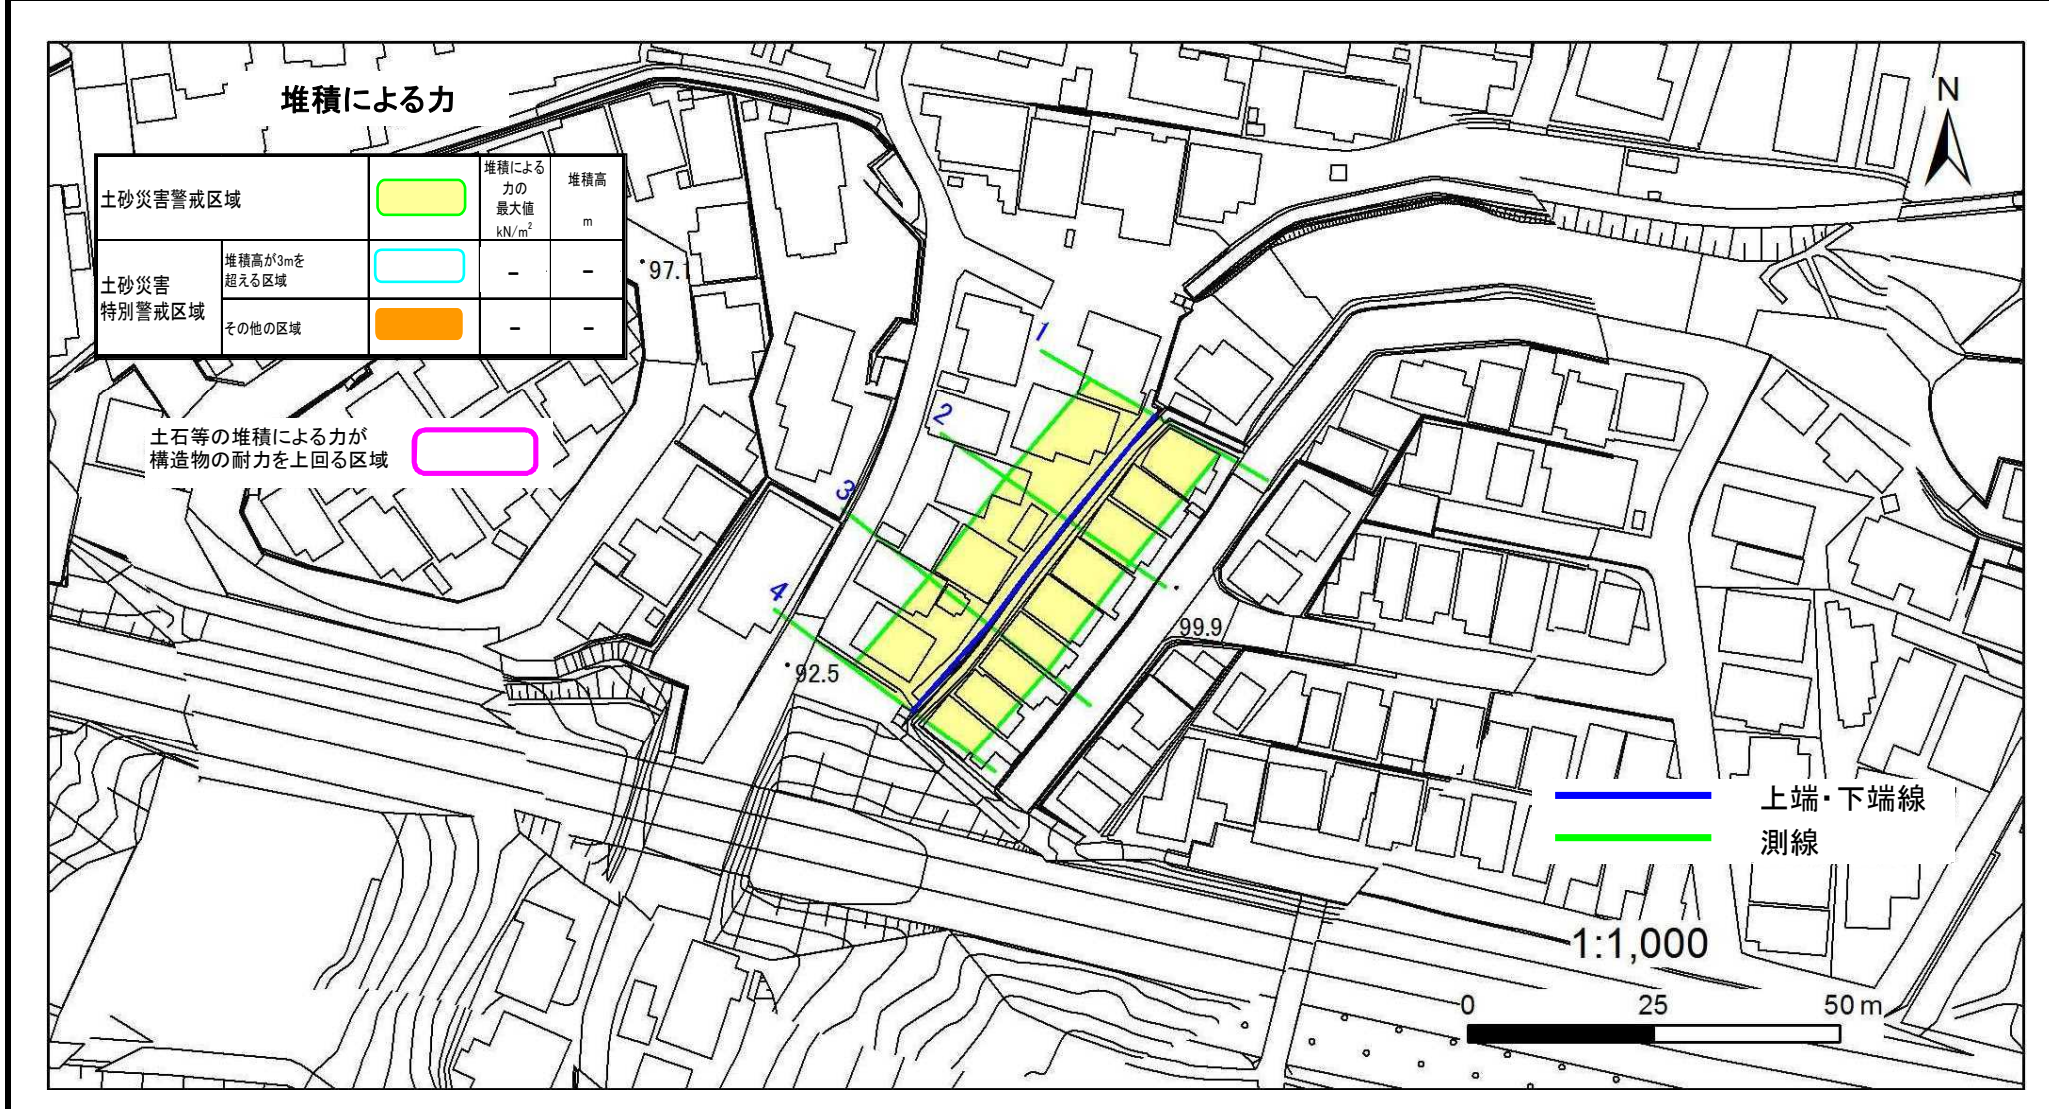 堆積による力
N
土砂災害警戒区域
堆積による
力の
最大値
kN/m²
堆積高
m
土砂災害
特別警戒区域
堆積高が3mを
超える区域
-
-
その他の区域
-
-
97.1
土石等の堆積による力が
構造物の耐力を上回る区域
1
2
3
4
99.9
92.5
上端・下端線
測線
1:1,000
0 25 50 m